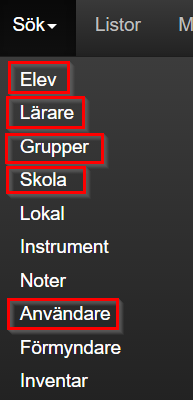 Sök Listor
Elev
Lärare
Grupper
Skola
Lokal
Instrument
Noter
Användare
Förmyndare
Inventar